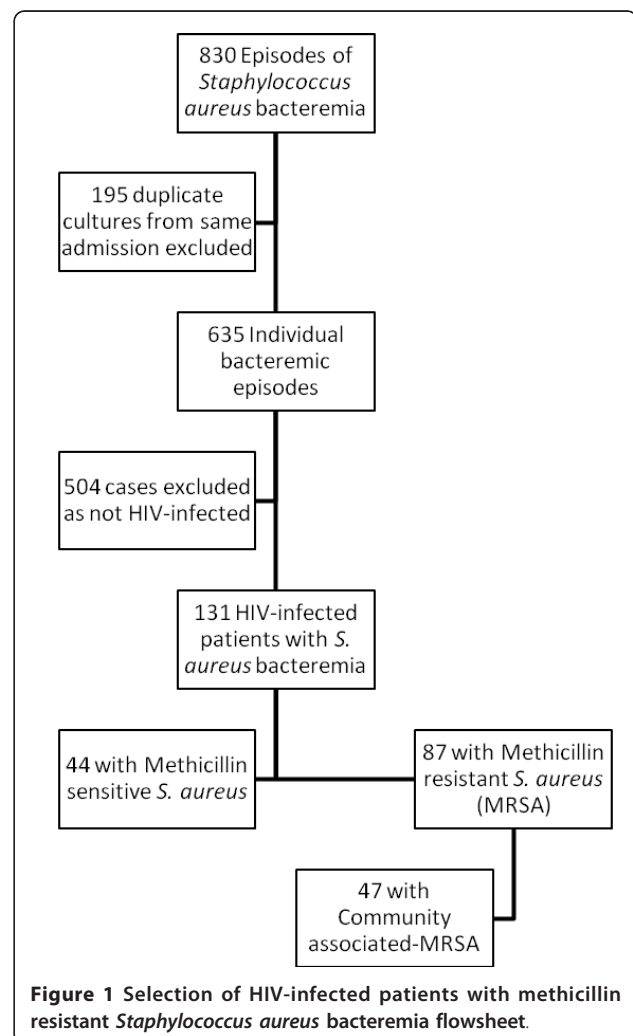 830 Episodes of
Staphylococcus
aureus bacteremia
195 duplicate
cultures from same
admission excluded
635 Individual
bacteremic
episodes
504 cases excluded
as not HIV-infected
131 HIV-infected
patients with S.
aureus bacteremia
44 with Methicillin
sensitive S. aureus
87 with Methicillin
resistant S. aureus
(MRSA)
47 with
Community
associated-MRSA
Figure 1 Selection of HIV-infected patients with methicillin
resistant Staphylococcus aureus bacteremia flowsheet.